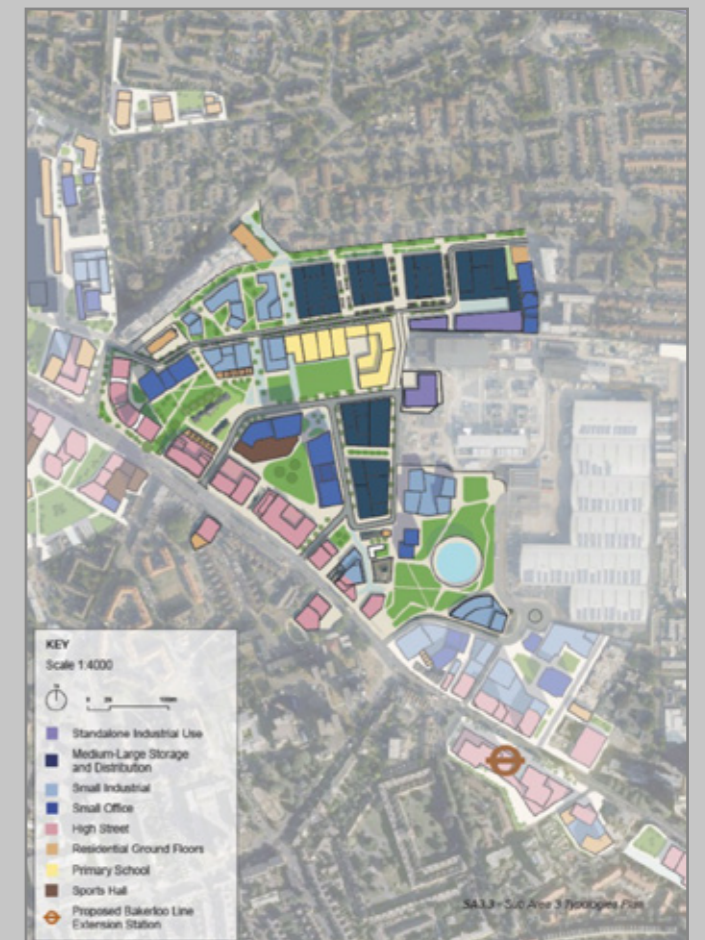 KEY
Scale 1:4000
Standalone Industrial Use
Medium-Large Storage
and Distribution
Small Industrial
Small Office
High Street
Residential Ground Floors
Primary School
Sports Hall
Proposed Bakerloo Line
Extension Station
SA3.3 - Sub Area 3 Typologies Plan